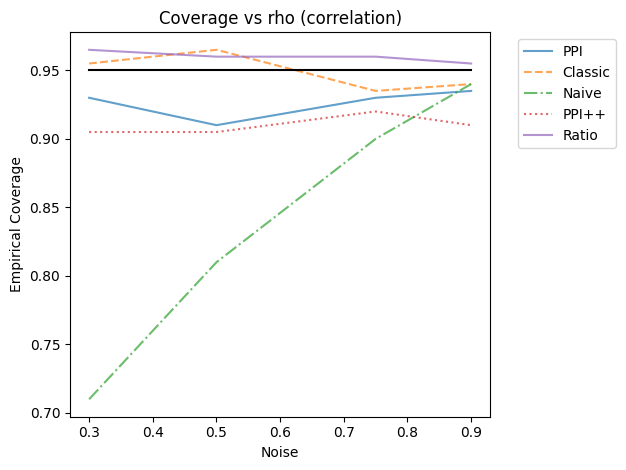 Coverage vs rho (correlation)
Empirical Coverage
0.95
0.90
0.85
0.80
0.75
0.70
0.3 0.4 0.5 0.6 0.7 0.8 0.9
Noise
PPI
Classic
Naive
PPI++
Ratio